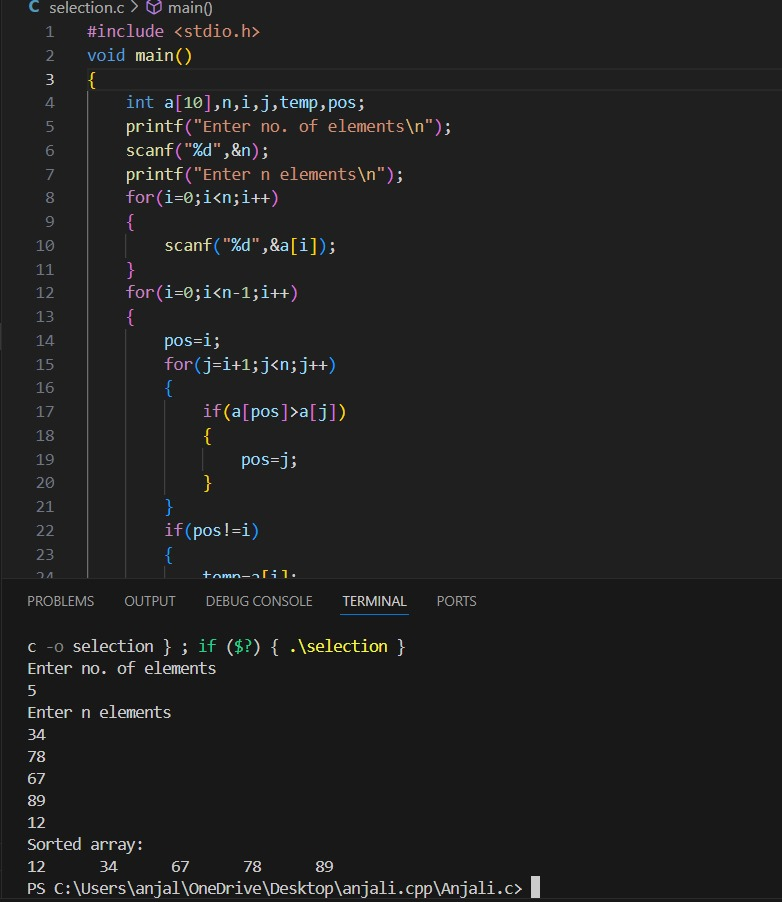 C selection.c > main()
1 #include <stdio.h>
2 void main()
3 {
4 int a[10],n,i,j,temp,pos;
5 printf("Enter no. of elements\n");
6 scanf("%d",&n);
7 printf("Enter n elements\n");
8 for(i=0;i<n;i++)
9 {
10 scanf("%d",&a[i]);
11 }
12 for(i=0;i<n-1;i++)
13 {
14 pos=i;
15 for(j=i+1;j<n;j++)
16 {
17 if(a[pos]>a[j])
18 {
19 pos=j;
20 }
21 }
22 if(pos!=i)
23 {
24 temp=a[i];
PROBLEMS OUTPUT DEBUG CONSOLE TERMINAL PORTS
c -o selection } ; if ($?) { .\selection }
Enter no. of elements
5
Enter n elements
34
78
67
89
12
Sorted array:
12 34 67 78 89
PS C:\Users\anjal\OneDrive\Desktop\anjali.cpp\Anjali.c>